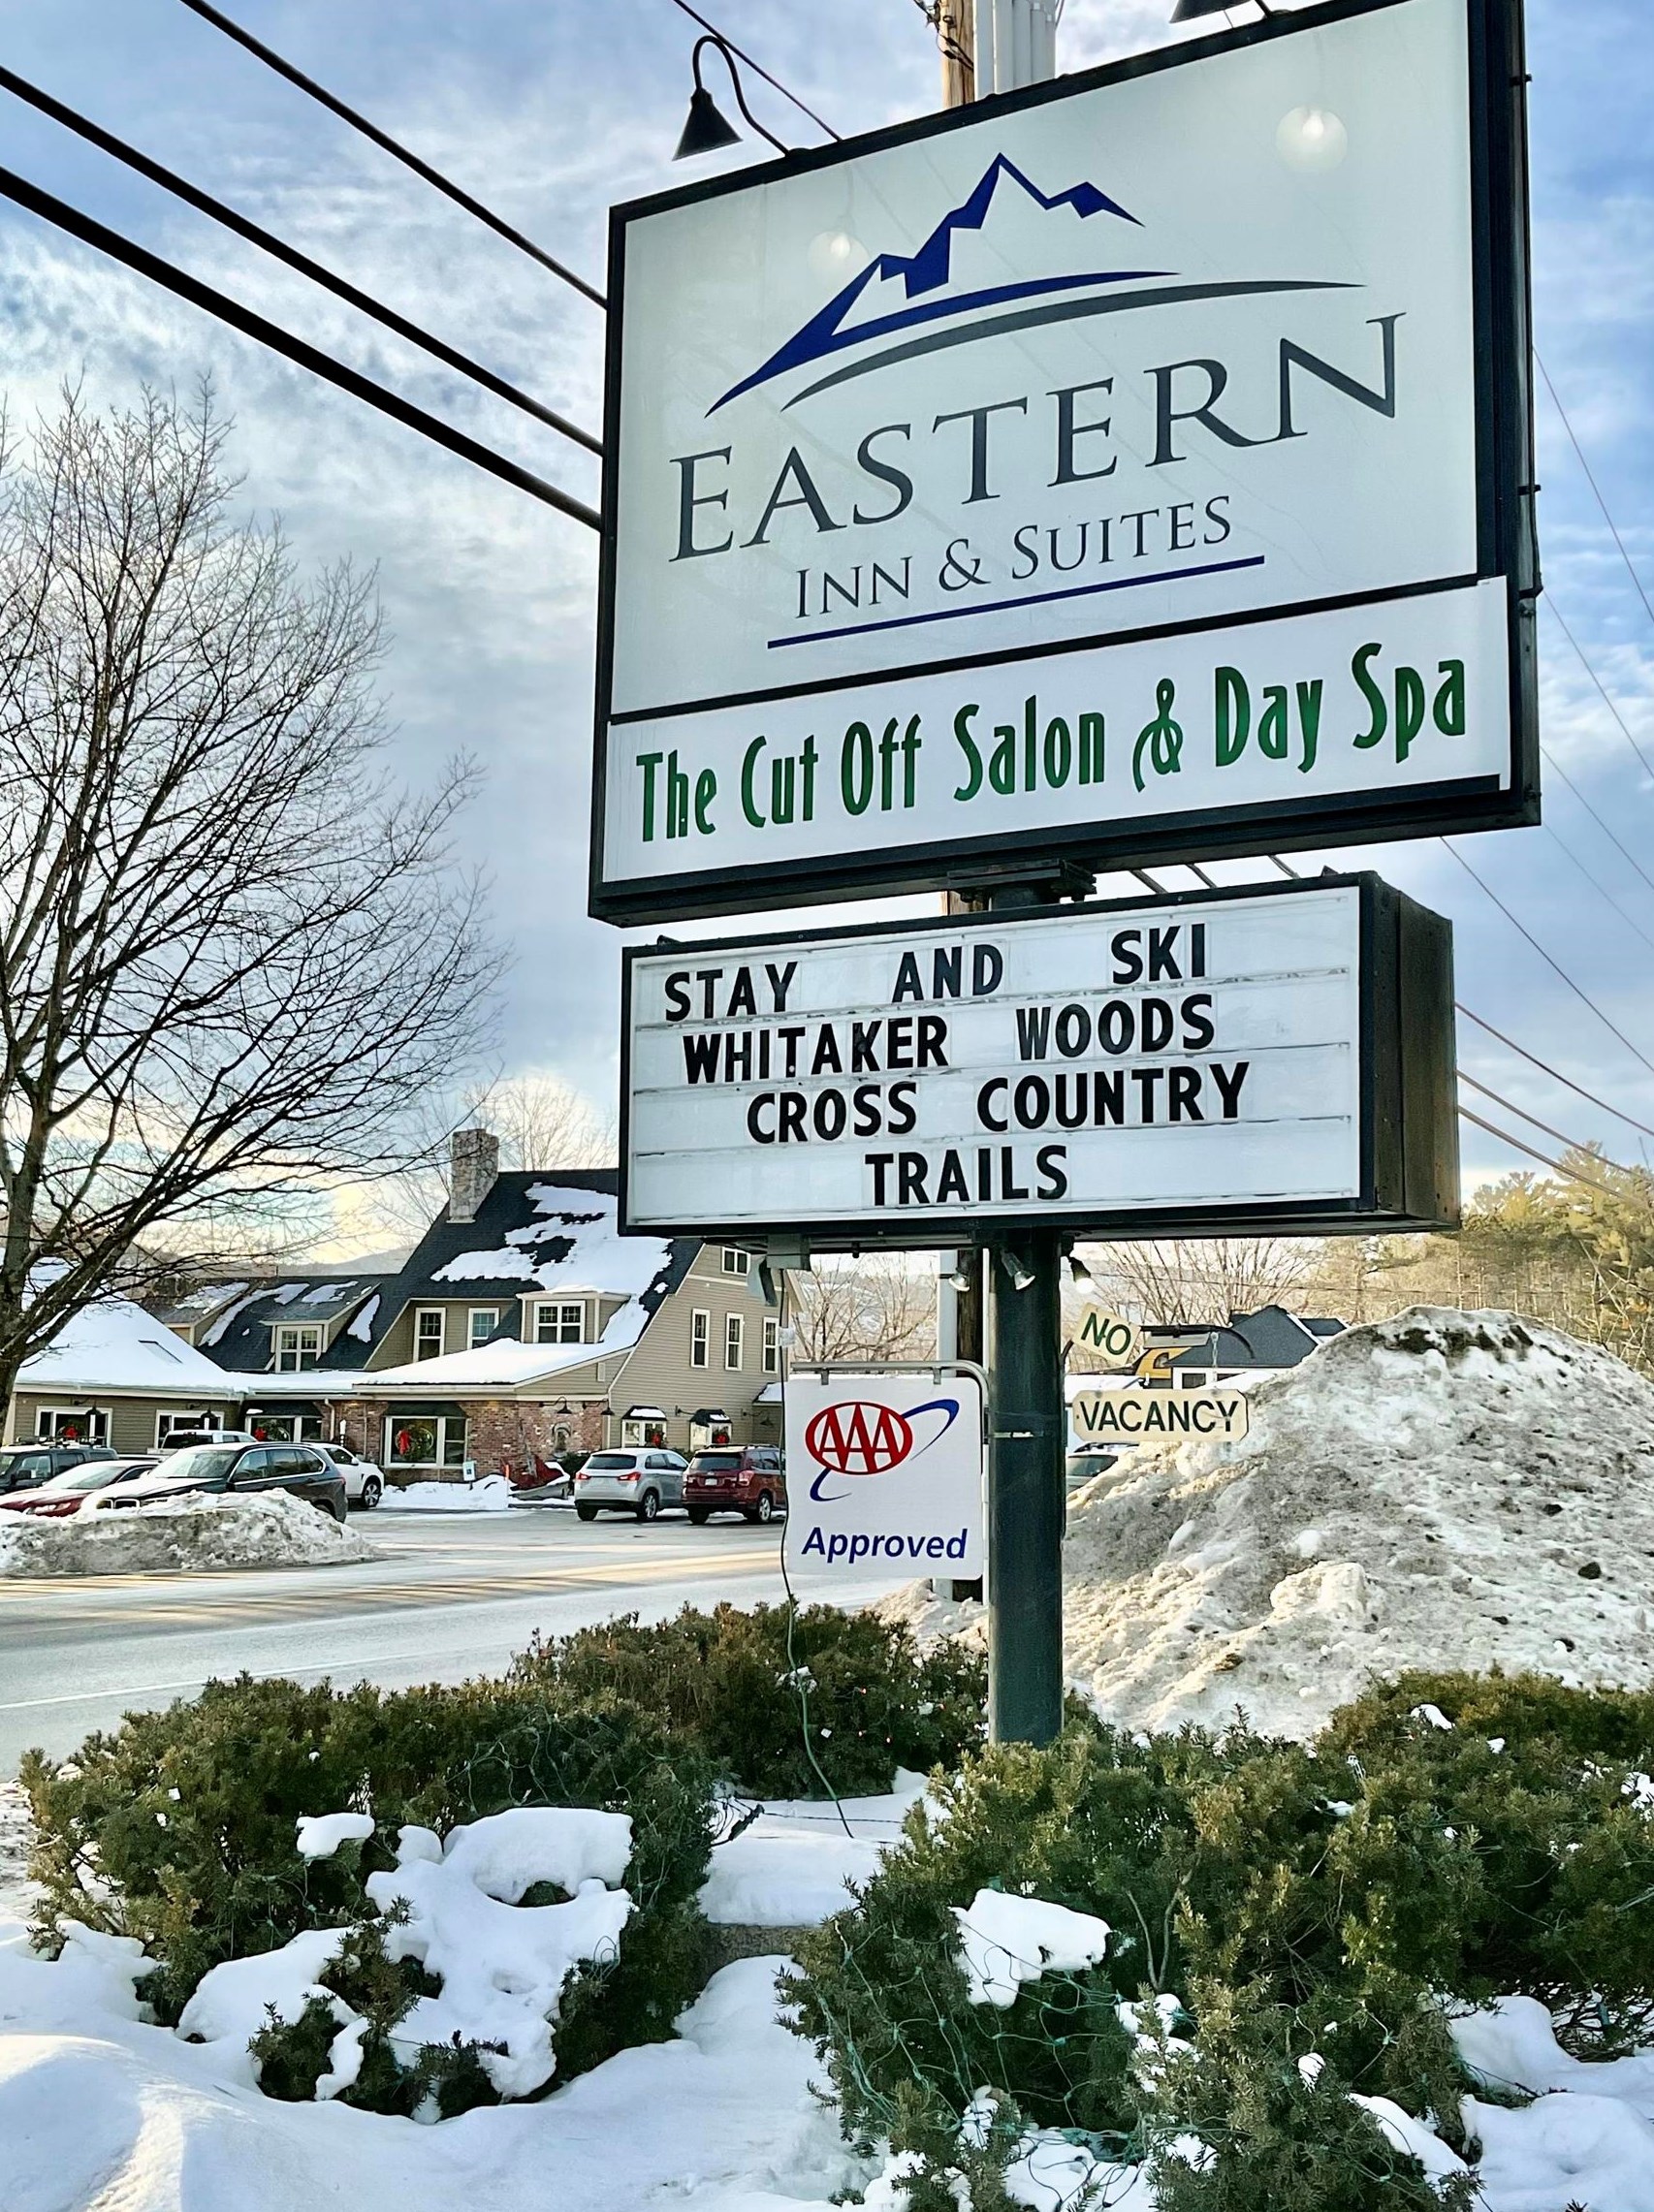 EASTERN
INN & SUITES
The Cut Off Salon & Day Spa
STAY AND SKI
WHITAKER WOODS
CROSS COUNTRY
TRAILS
NO
VACANCY
AAA
Approved